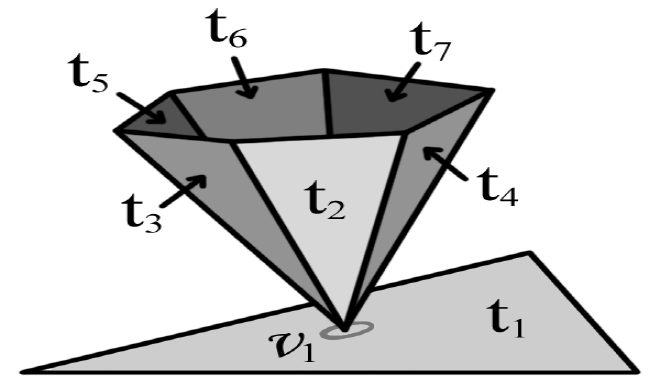 t₆
t₇
t₅
t₃
t₂
t₄
v₁
t₁